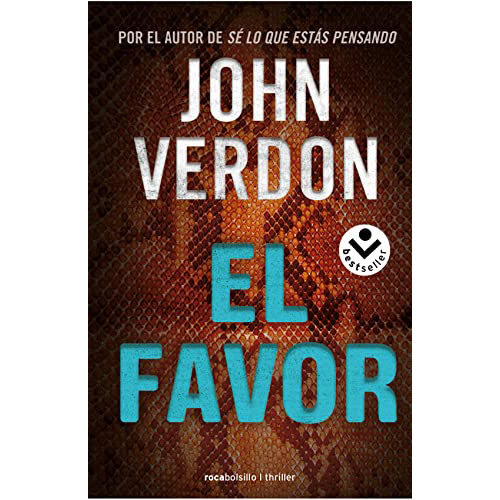 POR EL AUTOR DE SÉ LO QUE ESTÁS PENSANDO
JOHN
VERDON
bestseller
EL
FAVOR
rocabolsillo | thriller